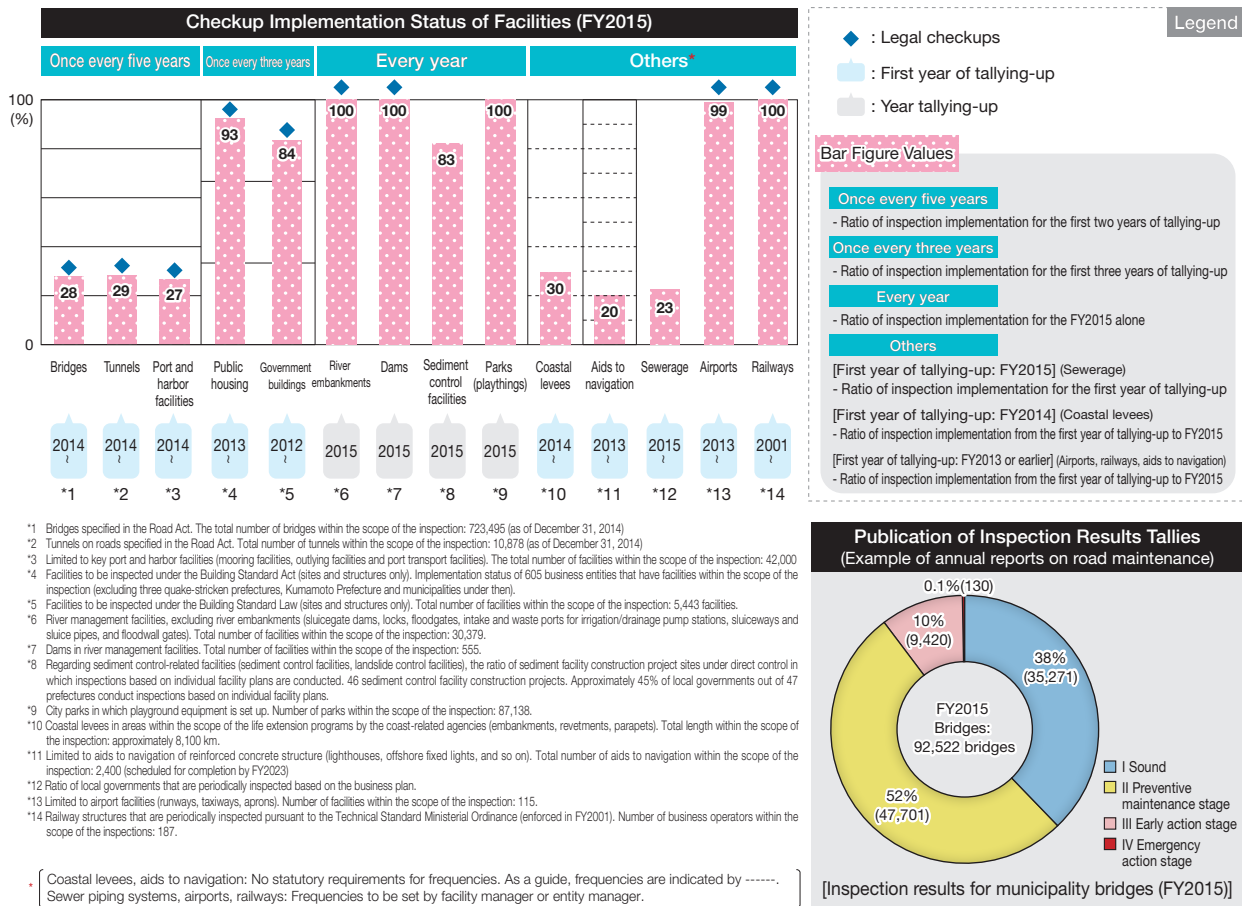 Checkup Implementation Status of Facilities (FY2015)
Once every five years
Once every three years
Every year
Others*
100
(%)
0
28
29
27
93
84
100
100
83
100
30
20
23
99
100
Bridges
Tunnels
Port and
harbor
facilities
Public
housing
Government
buildings
River
embankments
Dams
Sediment
control
facilities
Parks
(playthings)
Coastal
levees
Aids to
navigation
Sewerage
Airports
Railways
2014
~
2014
~
2014
~
2013
~
2012
~
2015
2015
2015
2015
2014
~
2013
~
2015
~
2013
~
2001
~
*1
*2
*3
*4
*5
*6
*7
*8
*9
*10
*11
*12
*13
*14
Legend
: Legal checkups
: First year of tallying-up
: Year tallying-up
Bar Figure Values
Once every five years
- Ratio of inspection implementation for the first two years of tallying-up
Once every three years
- Ratio of inspection implementation for the first three years of tallying-up
Every year
- Ratio of inspection implementation for the FY2015 alone
Others
[First year of tallying-up: FY2015] (Sewerage)
- Ratio of inspection implementation for the first year of tallying-up
[First year of tallying-up: FY2014] (Coastal levees)
- Ratio of inspection implementation from the first year of tallying-up to FY2015
[First year of tallying-up: FY2013 or earlier] (Airports, railways, aids to navigation)
- Ratio of inspection implementation from the first year of tallying-up to FY2015
*1 Bridges specified in the Road Act. The total number of bridges within the scope of the inspection: 723,495 (as of December 31, 2014)
*2 Tunnels on roads specified in the Road Act. Total number of tunnels within the scope of the inspection: 10,878 (as of December 31, 2014)
*3 Limited to key port and harbor facilities (mooring facilities, outlying facilities and port transport facilities). The total number of facilities within the scope of the inspection: 42,000
*4 Facilities to be inspected under the Building Standard Act (sites and structures only). Implementation status of 605 business entities that have facilities within the scope of the
inspection (excluding three quake-stricken prefectures, Kumamoto Prefecture and municipalities under then).
*5 Facilities to be inspected under the Building Standard Law (sites and structures only). Total number of facilities within the scope of the inspection: 5,443 facilities.
*6 River management facilities, excluding river embankments (sluicegate dams, locks, floodgates, intake and waste ports for irrigation/drainage pump stations, sluiceways and
sluice pipes, and floodwall gates). Total number of facilities within the scope of the inspection: 30,379.
*7 Dams in river management facilities. Total number of facilities within the scope of the inspection: 555.
*8 Regarding sediment control-related facilities (sediment control facilities, landslide control facilities), the ratio of sediment facility construction project sites under direct control in
which inspections based on individual facility plans are conducted. 46 sediment control facility construction projects. Approximately 45% of local governments out of 47
prefectures conduct inspections based on individual facility plans.
*9 City parks in which playground equipment is set up. Number of parks within the scope of the inspection: 87,138.
*10 Coastal levees in areas within the scope of the life extension programs by the coast-related agencies (embankments, revetments, parapets). Total length within the scope of
the inspection: approximately 8,100 km.
*11 Limited to aids to navigation of reinforced concrete structure (lighthouses, offshore fixed lights, and so on). Total number of aids to navigation within the scope of the
inspection: 2,400 (scheduled for completion by FY2023)
*12 Ratio of local governments that are periodically inspected based on the business plan.
*13 Limited to airport facilities (runways, taxiways, aprons). Number of facilities within the scope of the inspection: 115.
*14 Railway structures that are periodically inspected pursuant to the Technical Standard Ministerial Ordinance (enforced in FY2001). Number of business operators within the
scope of the inspections: 187.
* Coastal levees, aids to navigation: No statutory requirements for frequencies. As a guide, frequencies are indicated by ------.
Sewer piping systems, airports, railways: Frequencies to be set by facility manager or entity manager.
Publication of Inspection Results Tallies
(Example of annual reports on road maintenance)
0.1%(130)
10%
(9,420)
38%
(35,271)
FY2015
Bridges:
92,522 bridges
52%
(47,701)
I Sound
II Preventive
maintenance stage
III Early action stage
IV Emergency
action stage
[Inspection results for municipality bridges (FY2015)]